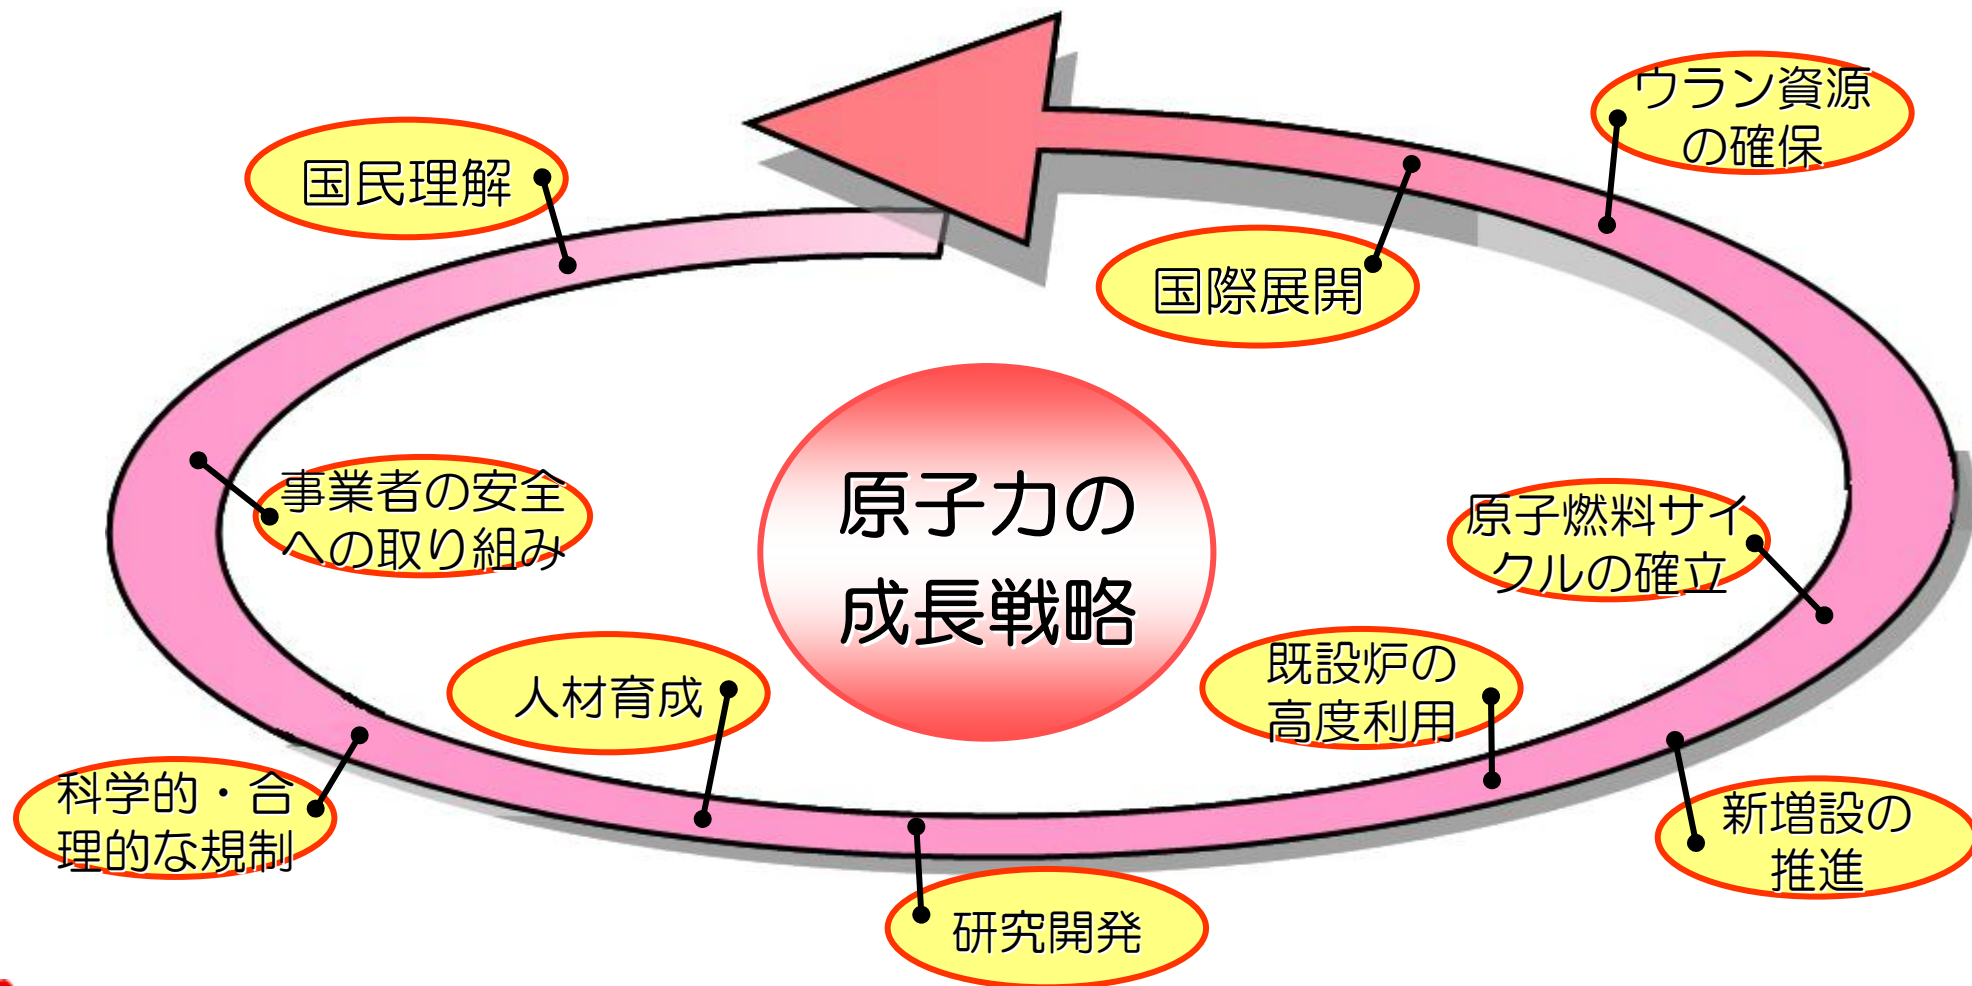 ウラン資源
の確保
国民理解
国際展開
原子力の
成長戦略
事業者の安全
への取り組み
原子燃料サイ
クルの確立
人材育成
既設炉の
高度利用
科学的・合
理的な規制
新増設の
推進
研究開発